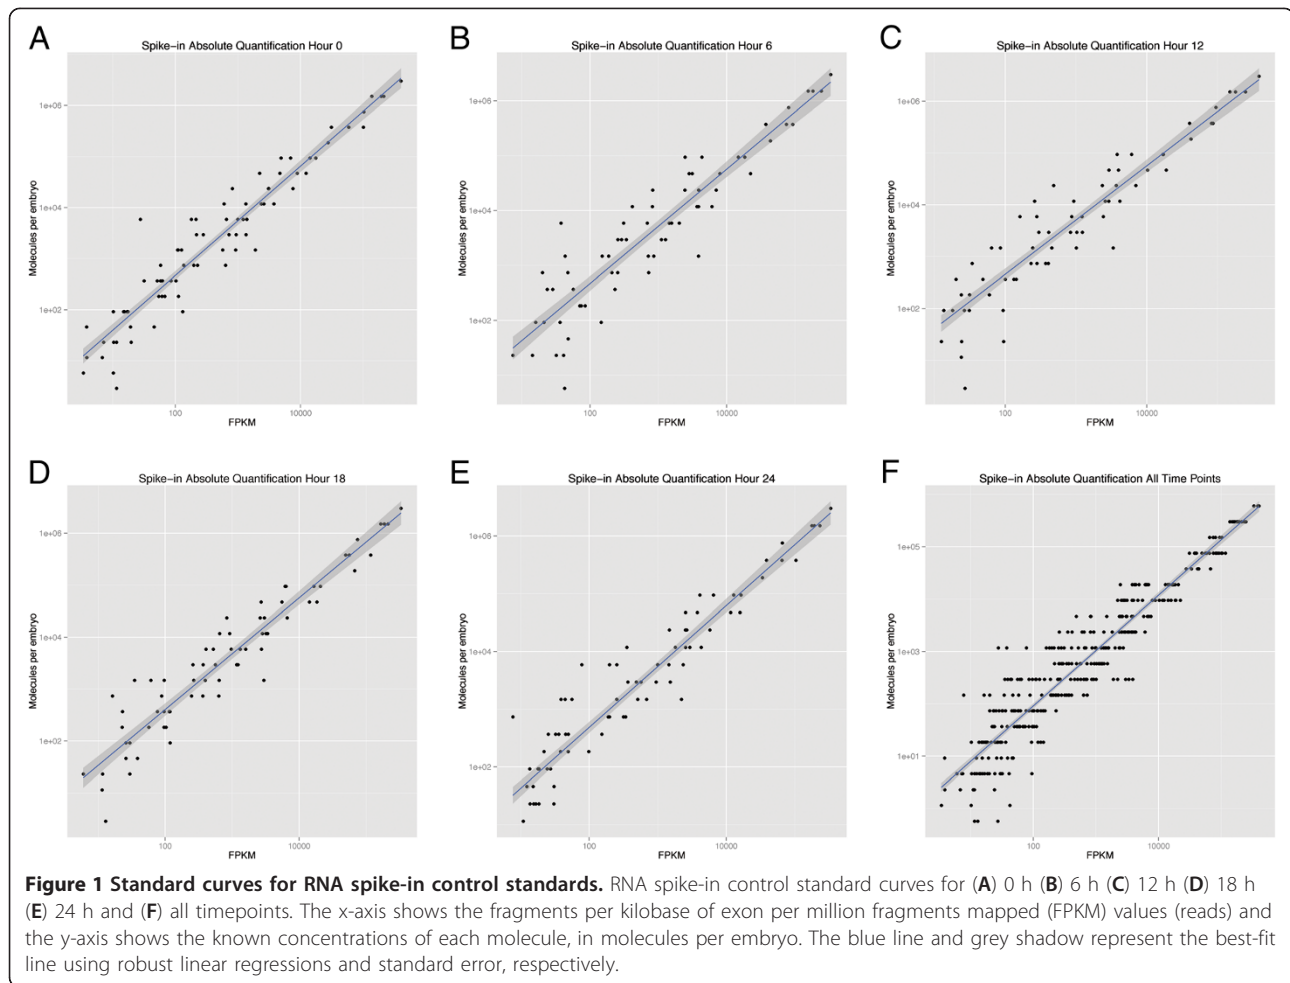 A
Spike-in Absolute Quantification Hour 0
Molecules per embryo
1e+06
1e+04
1e+02
100
10000
FPKM
B
Spike-in Absolute Quantification Hour 6
Molecules per embryo
1e+06
1e+04
1e+02
100
10000
FPKM
C
Spike-in Absolute Quantification Hour 12
Molecules per embryo
1e+06
1e+04
1e+02
100
10000
FPKM
D
Spike-in Absolute Quantification Hour 18
Molecules per embryo
1e+06
1e+04
1e+02
100
10000
FPKM
E
Spike-in Absolute Quantification Hour 24
Molecules per embryo
1e+06
1e+04
1e+02
100
10000
FPKM
F
Spike-in Absolute Quantification All Time Points
Molecules per embryo
1e+05
1e+03
1e+01
100
10000
FPKM
Figure 1 Standard curves for RNA spike-in control standards. RNA spike-in control standard curves for (A) 0 h (B) 6 h (C) 12 h (D) 18 h
(E) 24 h and (F) all timepoints. The x-axis shows the fragments per kilobase of exon per million fragments mapped (FPKM) values (reads) and
the y-axis shows the known concentrations of each molecule, in molecules per embryo. The blue line and grey shadow represent the best-fit
line using robust linear regressions and standard error, respectively.